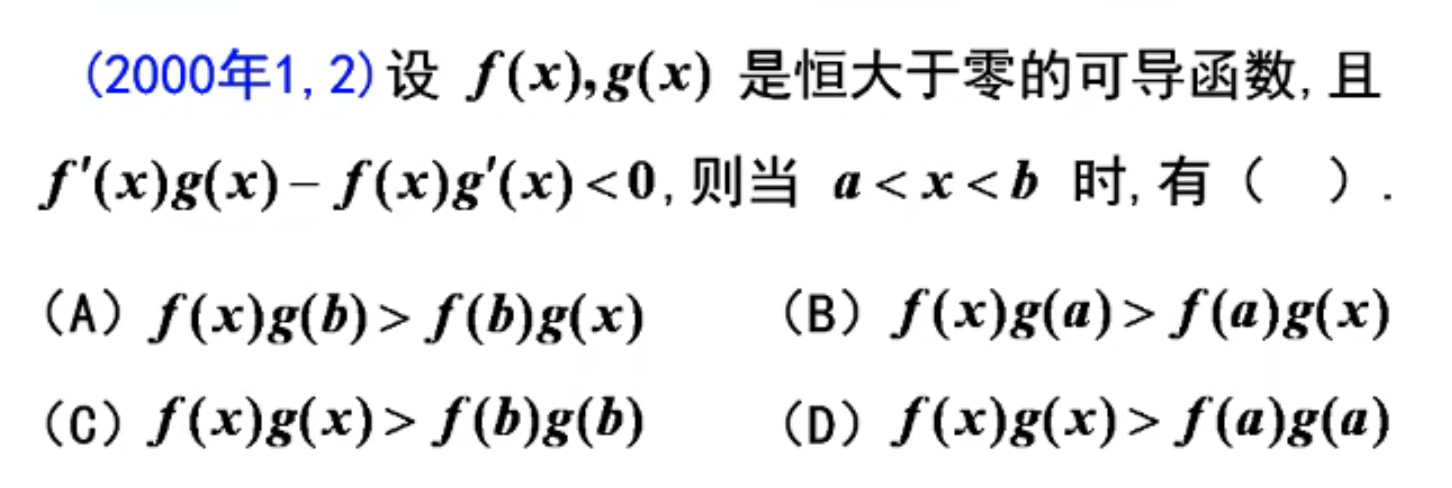 (2000年1,2)设 f(x),g(x) 是恒大于零的可导函数,且
f′(x)g(x)−f(x)g′(x)<0,则当 a<x<b 时,有( ).
(A) f(x)g(b)>f(b)g(x) (B) f(x)g(a)>f(a)g(x)
(C) f(x)g(x)>f(b)g(b) (D) f(x)g(x)>f(a)g(a)